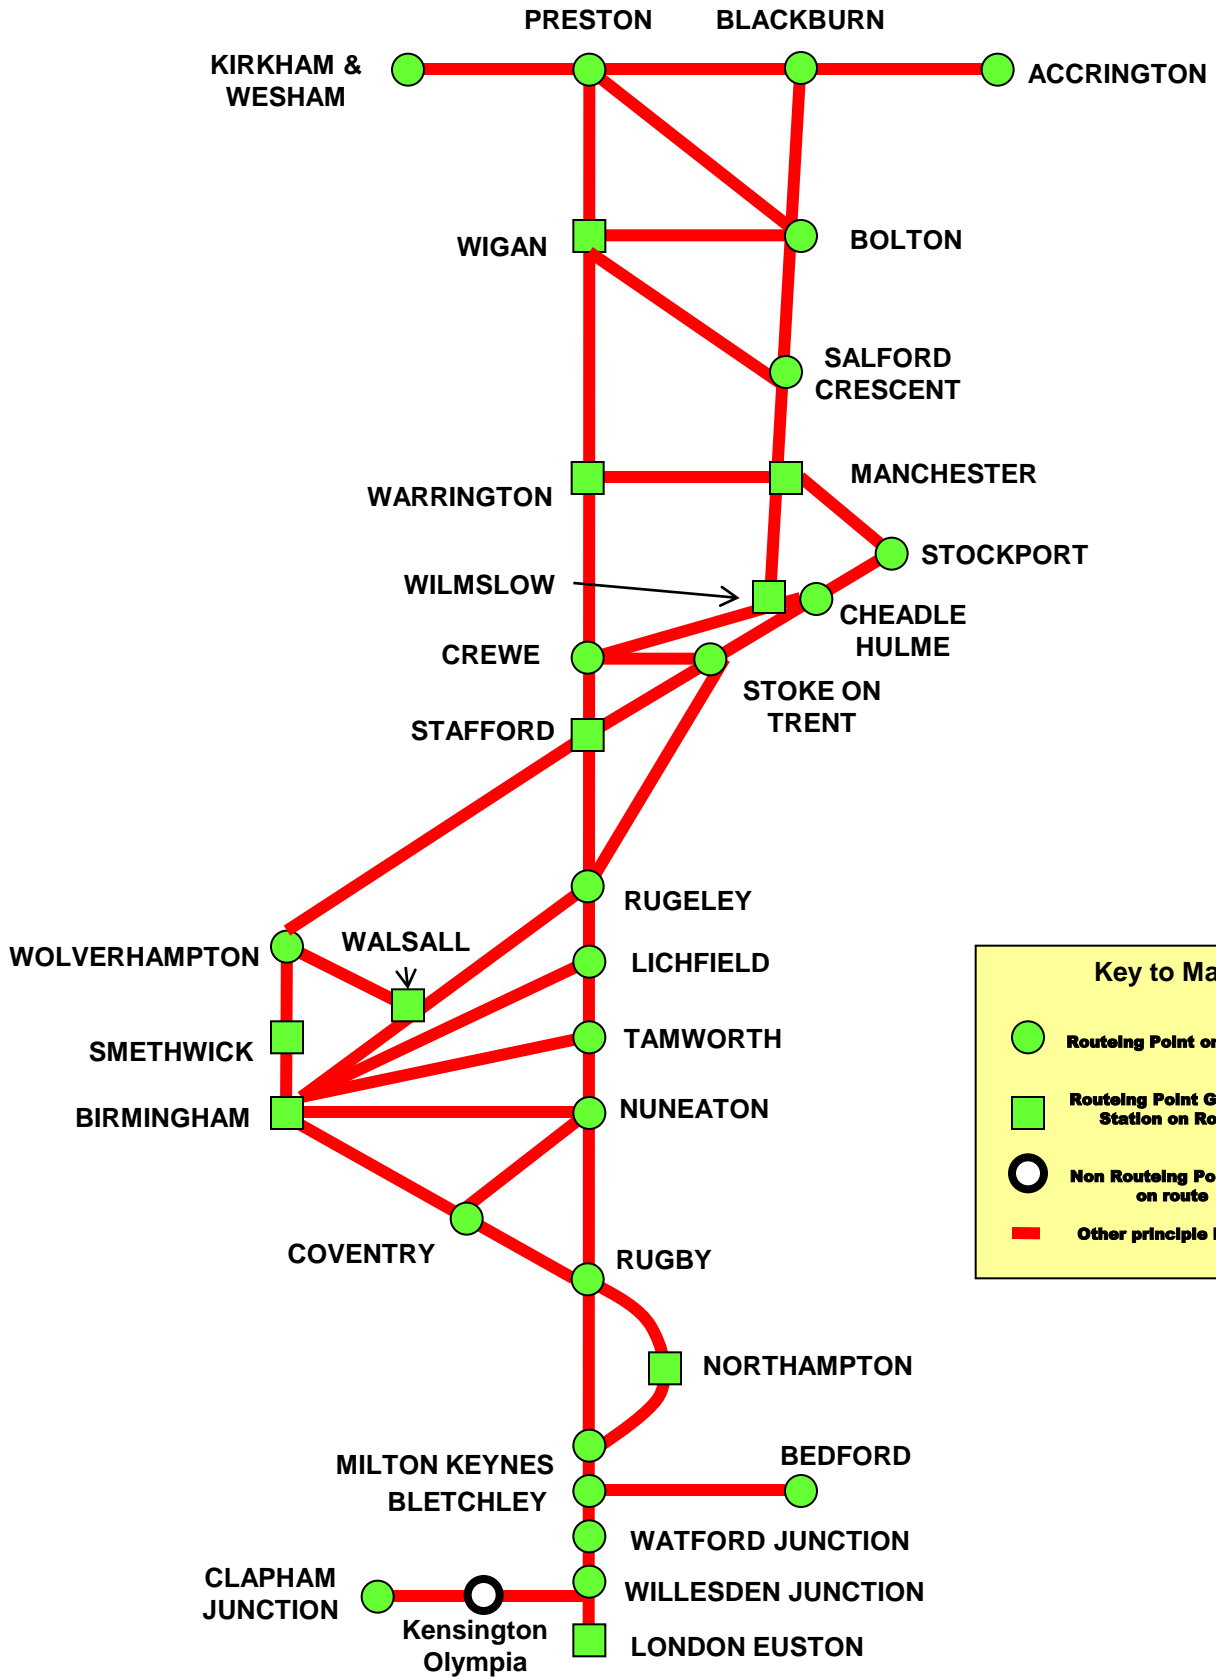 PRESTON
BLACKBURN
KIRKHAM &
WESHAM
ACCRINGTON
WIGAN
BOLTON
SALFORD
CRESCENT
WARRINGTON
MANCHESTER
STOCKPORT
WILMSLOW
CHEADLE
HULME
CREWE
STOKE ON
TRENT
STAFFORD
RUGELEY
WALSALL
WOLVERHAMPTON
LICHFIELD
SMETHWICK
TAMWORTH
BIRMINGHAM
NUNEATON
COVENTRY
RUGBY
NORTHAMPTON
MILTON KEYNES
BEDFORD
BLETCHLEY
WATFORD JUNCTION
CLAPHAM
JUNCTION
WILLESDEN JUNCTION
Kensington
Olympia
LONDON EUSTON
Key to Ma
Routeing Point or
Routeing Point G
Station on Ro
Non Routeing Po
on route
Other principle